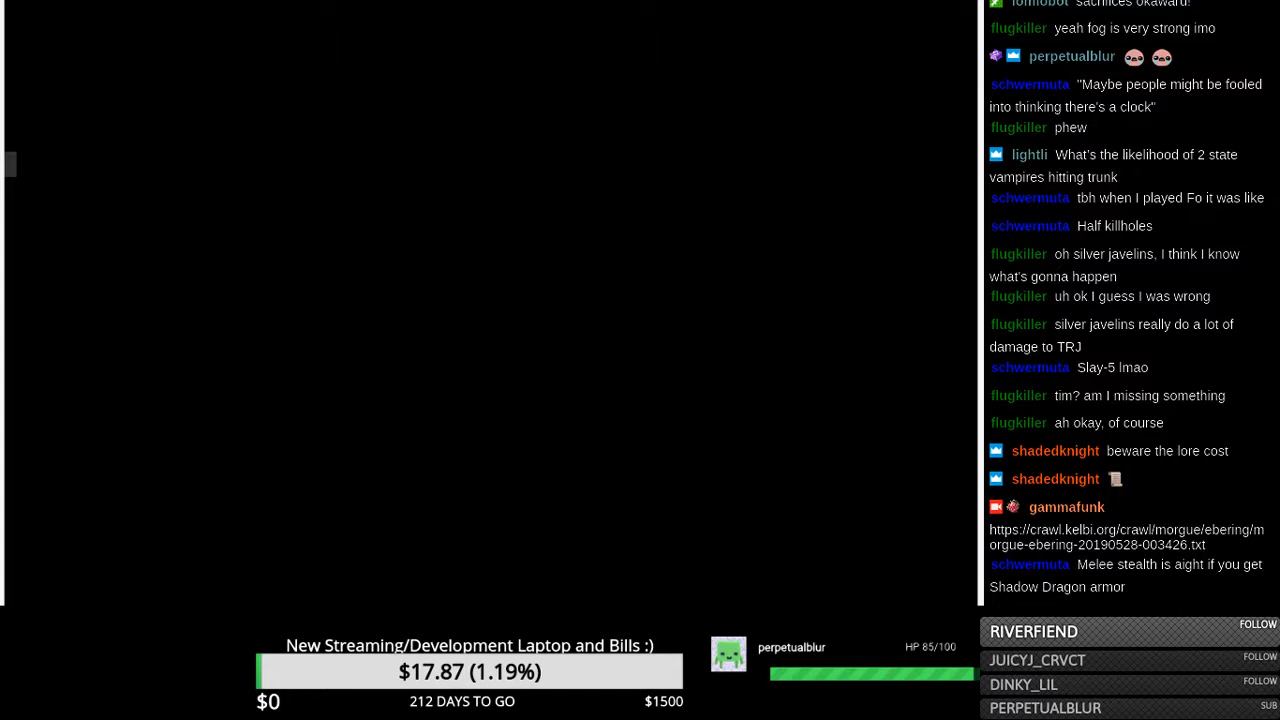 lomlobot sacrifices okaward!
flugkiller yeah fog is very strong imo
perpetualblur
schwermuta "Maybe people might be fooled
into thinking there's a clock"
flugkiller phew
lightli What's the likelihood of 2 state
vampires hitting trunk
schwermuta tbh when I played Fo it was like
schwermuta Half killholes
flugkiller oh silver javelins, I think I know
what's gonna happen
flugkiller uh ok I guess I was wrong
flugkiller silver javelins really do a lot of
damage to TRJ
schwermuta Slay-5 lmao
flugkiller tim? am I missing something
flugkiller ah okay, of course
shadedknight beware the lore cost
shadedknight
gammafunk
https://crawl.kelbi.org/crawl/morgue/ebering/m
orgue-ebering-20190528-003426.txt
schwermuta Melee stealth is aight if you get
Shadow Dragon armor
New Streaming/Development Laptop and Bills :)
$17.87 (1.19%)
$0 212 DAYS TO GO $1500
perpetualblur HP 85/100
RIVERFIEND FOLLOW
JUICYJ_CRVCT FOLLOW
DINKY_LIL FOLLOW
PERPETUALBLUR SUB